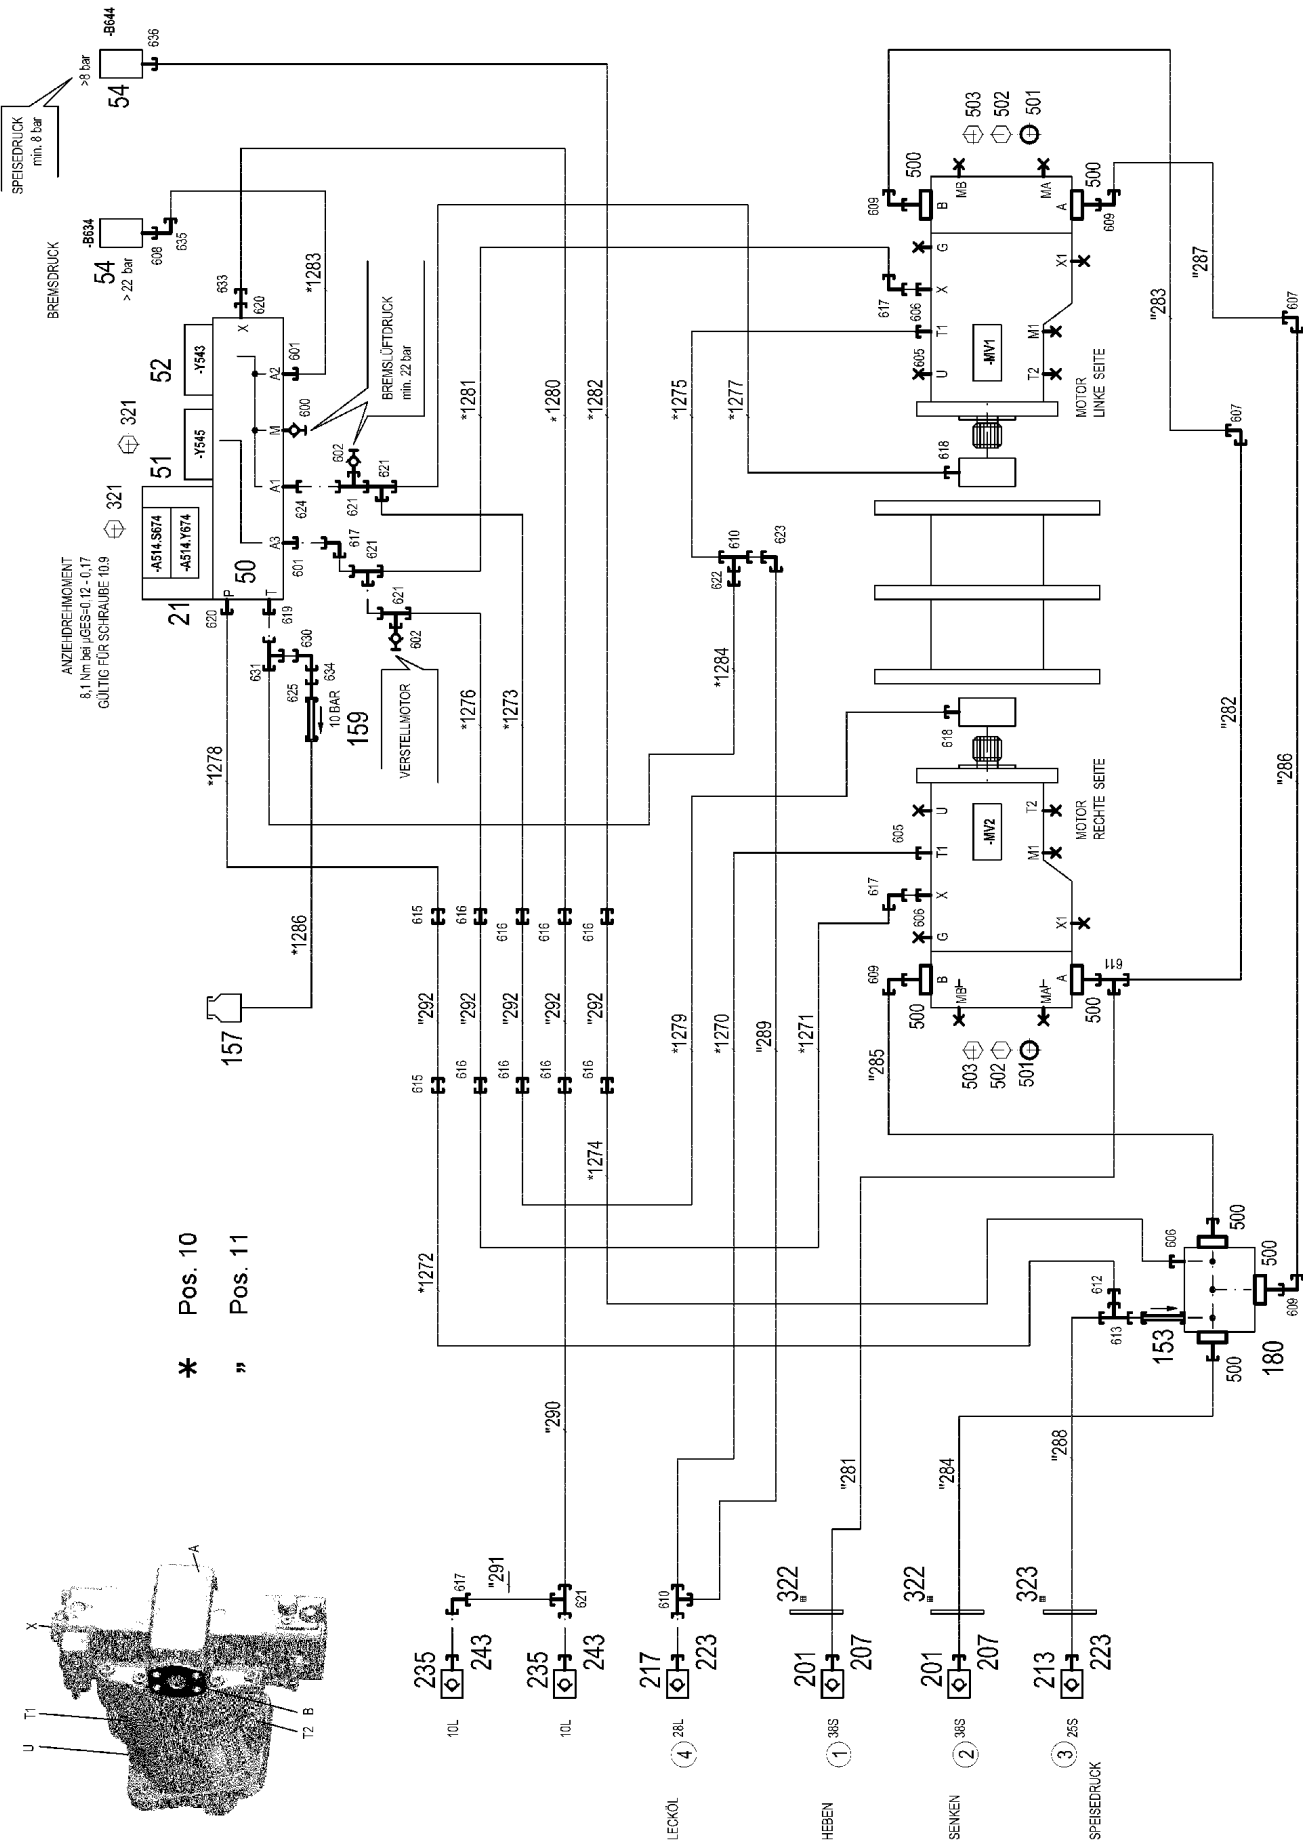 -B644
636
>8 bar
54
SPEISEDRUCK
min. 8 bar
BREMSDRUCK
-B634
54
> 22 bar
608
635
633
620
X
*1283
52
-Y543
A2
601
BREMSLÜFTDRUCK
min. 22 bar
M
600
321
51
-Y545
A1
624
602
621
621
321
-A514.S674
-A514.Y674
50
A3
601
617
621
621
602
ANZIEHDREHMOMENT
8,1 Nm bei µGES=0,12 - 0,17
GÜLTIG FÜR SCHRAUBE 10.9
21
P
T
620
619
631
630
634
625
10 BAR
159
VERSTELLMOTOR
*1278
*1286
157
*1281
*1280
*1282
*1275
*1277
*1276
*1273
*1284
610
622
623
615
616
616
616
616
"292
"292
"292
"292
"292
615
616
616
616
616
*1279
*1270
"289
*1271
*1274
*1272
503
502
501
500
MB
MA
500
609
B
A
609
G
X1
617
606
X
T1
M1
605
U
T2
-MV1
MOTOR
LINKE SEITE
618
618
-MV2
MOTOR
RECHTE SEITE
U
T2
605
T1
M1
617
606
X
G
X1
609
B
A
611
500
MB
MA
500
503
502
501
"287
"283
607
607
"282
"286
"285
606
500
500
609
612
613
153
500
180
* Pos. 10
" Pos. 11
"290
"291
617
621
610
"281
"284
"288
322
322
323
235
243
10L
235
243
10L
217
223
28L
4
LECKÖL
201
207
38S
1
HEBEN
201
207
38S
2
SENKEN
213
223
25S
3
SPEISEDRUCK
X
A
T1
U
B
T2